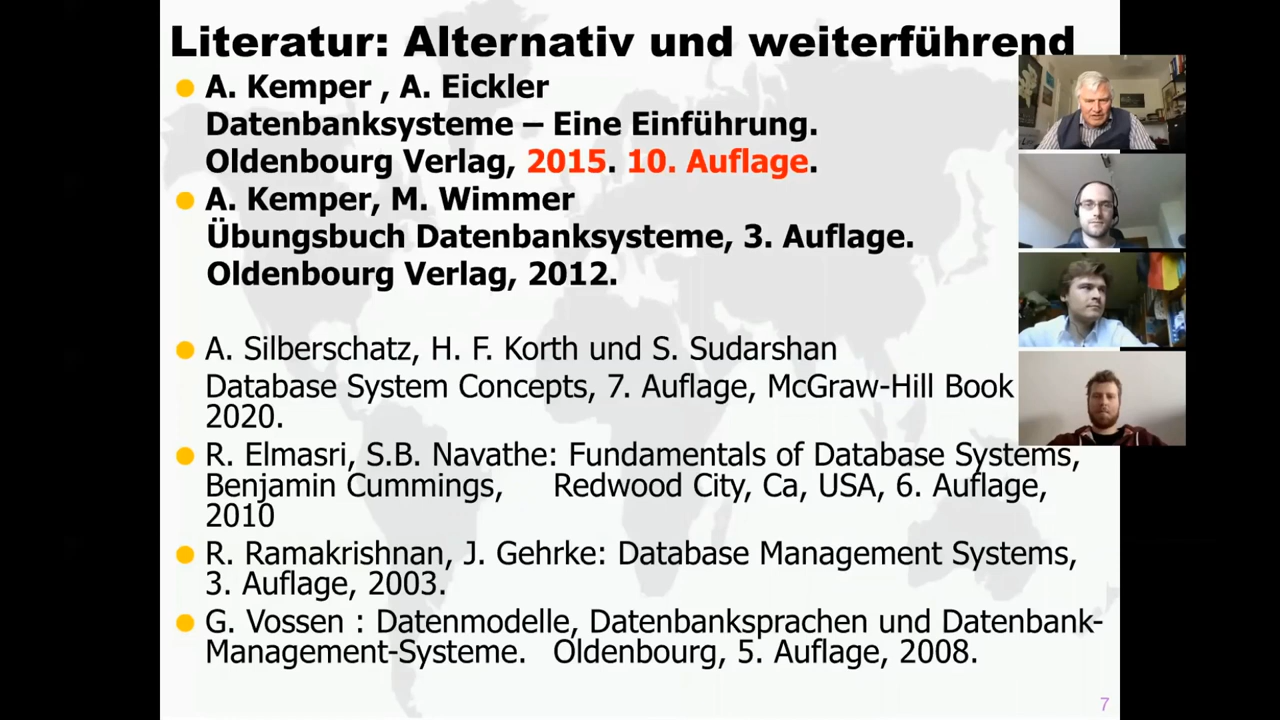 Literatur: Alternativ und weiterführend
A. Kemper , A. Eickler
Datenbanksysteme – Eine Einführung.
Oldenbourg Verlag, 2015. 10. Auflage.
A. Kemper, M. Wimmer
Übungsbuch Datenbanksysteme, 3. Auflage.
Oldenbourg Verlag, 2012.
A. Silberschatz, H. F. Korth und S. Sudarshan
Database System Concepts, 7. Auflage, McGraw-Hill Book
2020.
R. Elmasri, S.B. Navathe: Fundamentals of Database Systems,
Benjamin Cummings, Redwood City, Ca, USA, 6. Auflage,
2010
R. Ramakrishnan, J. Gehrke: Database Management Systems,
3. Auflage, 2003.
G. Vossen : Datenmodelle, Datenbanksprachen und Datenbank-
Management-Systeme. Oldenbourg, 5. Auflage, 2008.
7